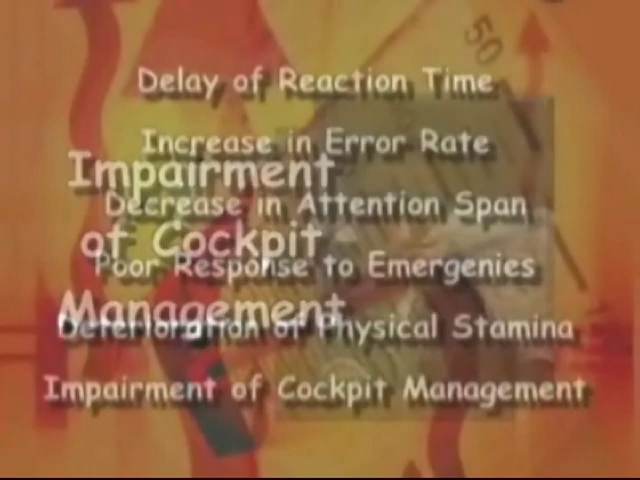 50
Delay of Reaction Time
Increase in Error Rate
Impairment
Decrease in Attention Span
of Cockpit
Poor Response to Emergenies
Management
Deterioration of Physical Stamina
Impairment of Cockpit Management